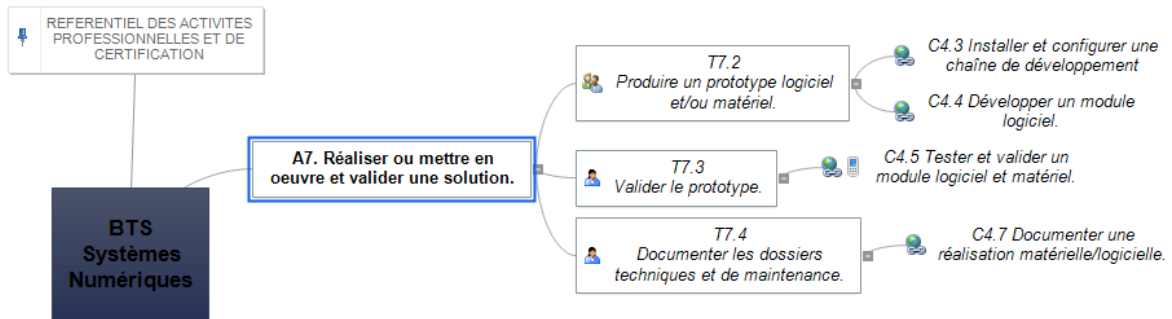 REFERENTIEL DES ACTIVITES
PROFESSIONNELLES ET DE
CERTIFICATION
BTS
Systèmes
Numériques
A7. Réaliser ou mettre en
oeuvre et valider une solution.
T7.2
Produire un prototype logiciel
et/ou matériel.
C4.3 Installer et configurer une
chaîne de développement
C4.4 Développer un module
logiciel.
T7.3
Valider le prototype.
C4.5 Tester et valider un
module logiciel et matériel.
T7.4
Documenter les dossiers
techniques et de maintenance.
C4.7 Documenter une
réalisation matérielle/logicielle.